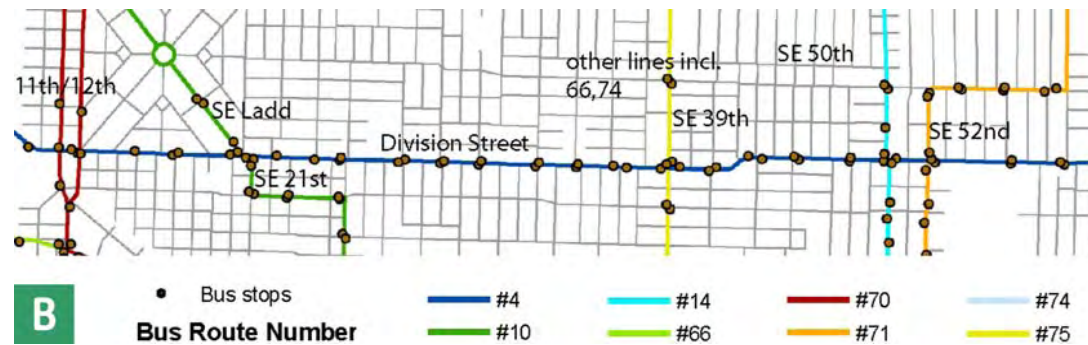 SE 50th
other lines incl.
66,74
11th/12th
SE Ladd
SE 39th
SE 52nd
Division Street
SE 21st
B
Bus stops
Bus Route Number
#4
#14
#70
#74
#10
#66
#71
#75